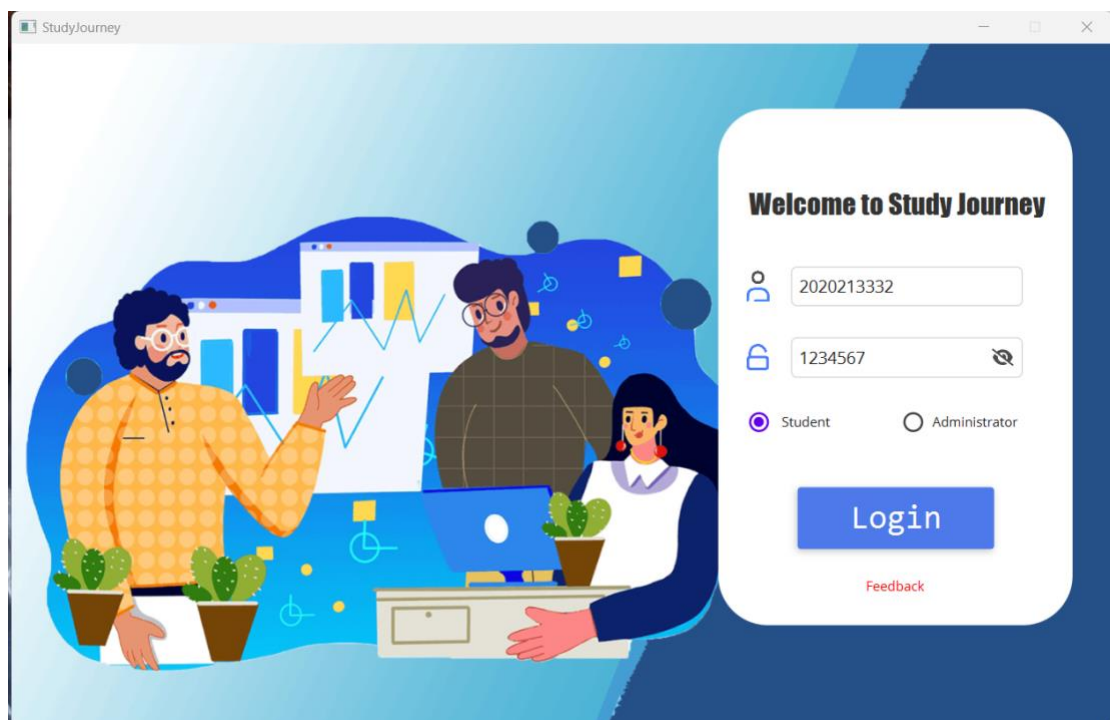 StudyJourney
Welcome to Study Journey
2020213332
1234567
Student Administrator
Login
Feedback